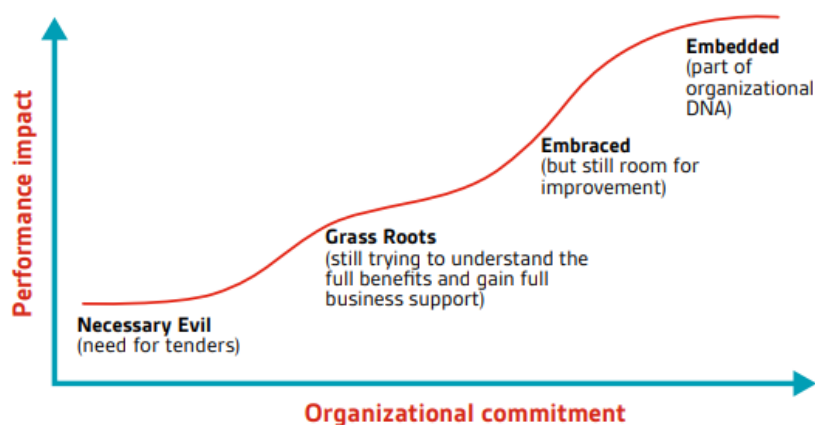 Performance impact
Embedded
(part of
organizational
DNA)
Embraced
(but still room for
improvement)
Grass Roots
(still trying to understand the
full benefits and gain full
business support)
Necessary Evil
(need for tenders)
Organizational commitment